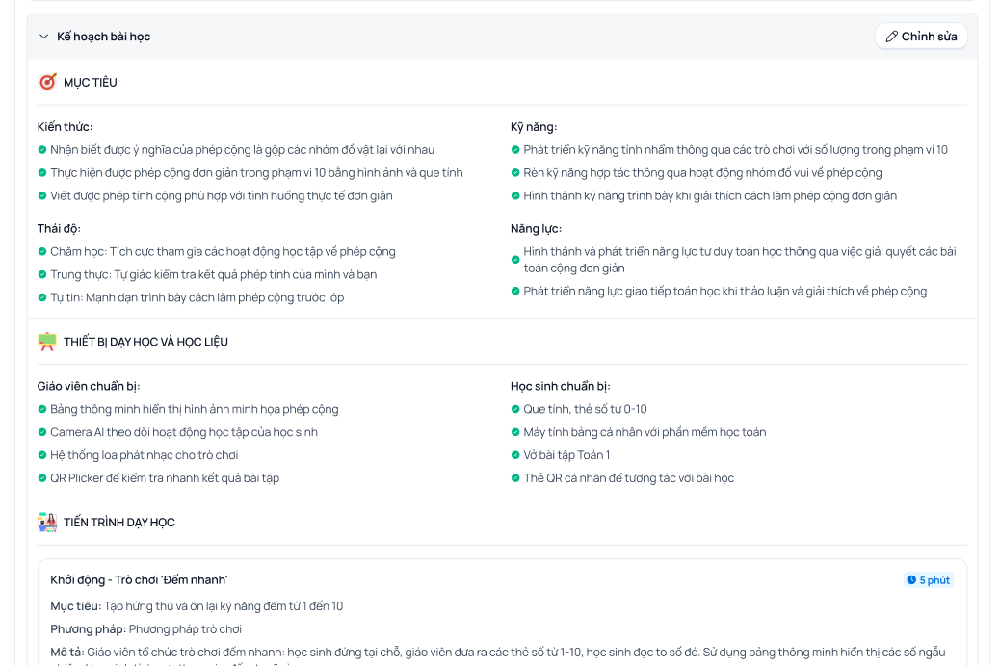 Kế hoạch bài học
Chỉnh sửa
MỤC TIÊU
Kiến thức:
Nhận biết được ý nghĩa của phép cộng là gộp các nhóm đồ vật lại với nhau
Thực hiện được phép cộng đơn giản trong phạm vi 10 bằng hình ảnh và que tính
Viết được phép tính cộng phù hợp với tình huống thực tế đơn giản
Kỹ năng:
Phát triển kỹ năng tính nhẩm thông qua các trò chơi với số lượng trong phạm vi 10
Rèn kỹ năng hợp tác thông qua hoạt động nhóm đố vui về phép cộng
Hình thành kỹ năng trình bày khi giải thích cách làm phép cộng đơn giản
Thái độ:
Chăm học: Tích cực tham gia các hoạt động học tập về phép cộng
Trung thực: Tự giác kiểm tra kết quả phép tính của mình và bạn
Tự tin: Mạnh dạn trình bày cách làm phép cộng trước lớp
Năng lực:
Hình thành và phát triển năng lực tư duy toán học thông qua việc giải quyết các bài
toán cộng đơn giản
Phát triển năng lực giao tiếp toán học khi thảo luận và giải thích về phép cộng
THIẾT BỊ DẠY HỌC VÀ HỌC LIỆU
Giáo viên chuẩn bị:
Bảng thông minh hiển thị hình ảnh minh họa phép cộng
Camera AI theo dõi hoạt động học tập của học sinh
Hệ thống loa phát nhạc cho trò chơi
QR Plicker để kiểm tra nhanh kết quả bài tập
Học sinh chuẩn bị:
Que tính, thẻ số từ 0-10
Máy tính bảng cá nhân với phần mềm học toán
Vở bài tập Toán 1
Thẻ QR cá nhân để tương tác với bài học
TIẾN TRÌNH DẠY HỌC
Khởi động - Trò chơi 'Đếm nhanh'
5 phút
Mục tiêu: Tạo hứng thú và ôn lại kỹ năng đếm từ 1 đến 10
Phương pháp: Phương pháp trò chơi
Mô tả: Giáo viên tổ chức trò chơi đếm nhanh: học sinh đứng tại chỗ, giáo viên đưa ra các thẻ số từ 1-10, học sinh đọc to số đó. Sử dụng bảng thông minh hiển thị các số ngẫu